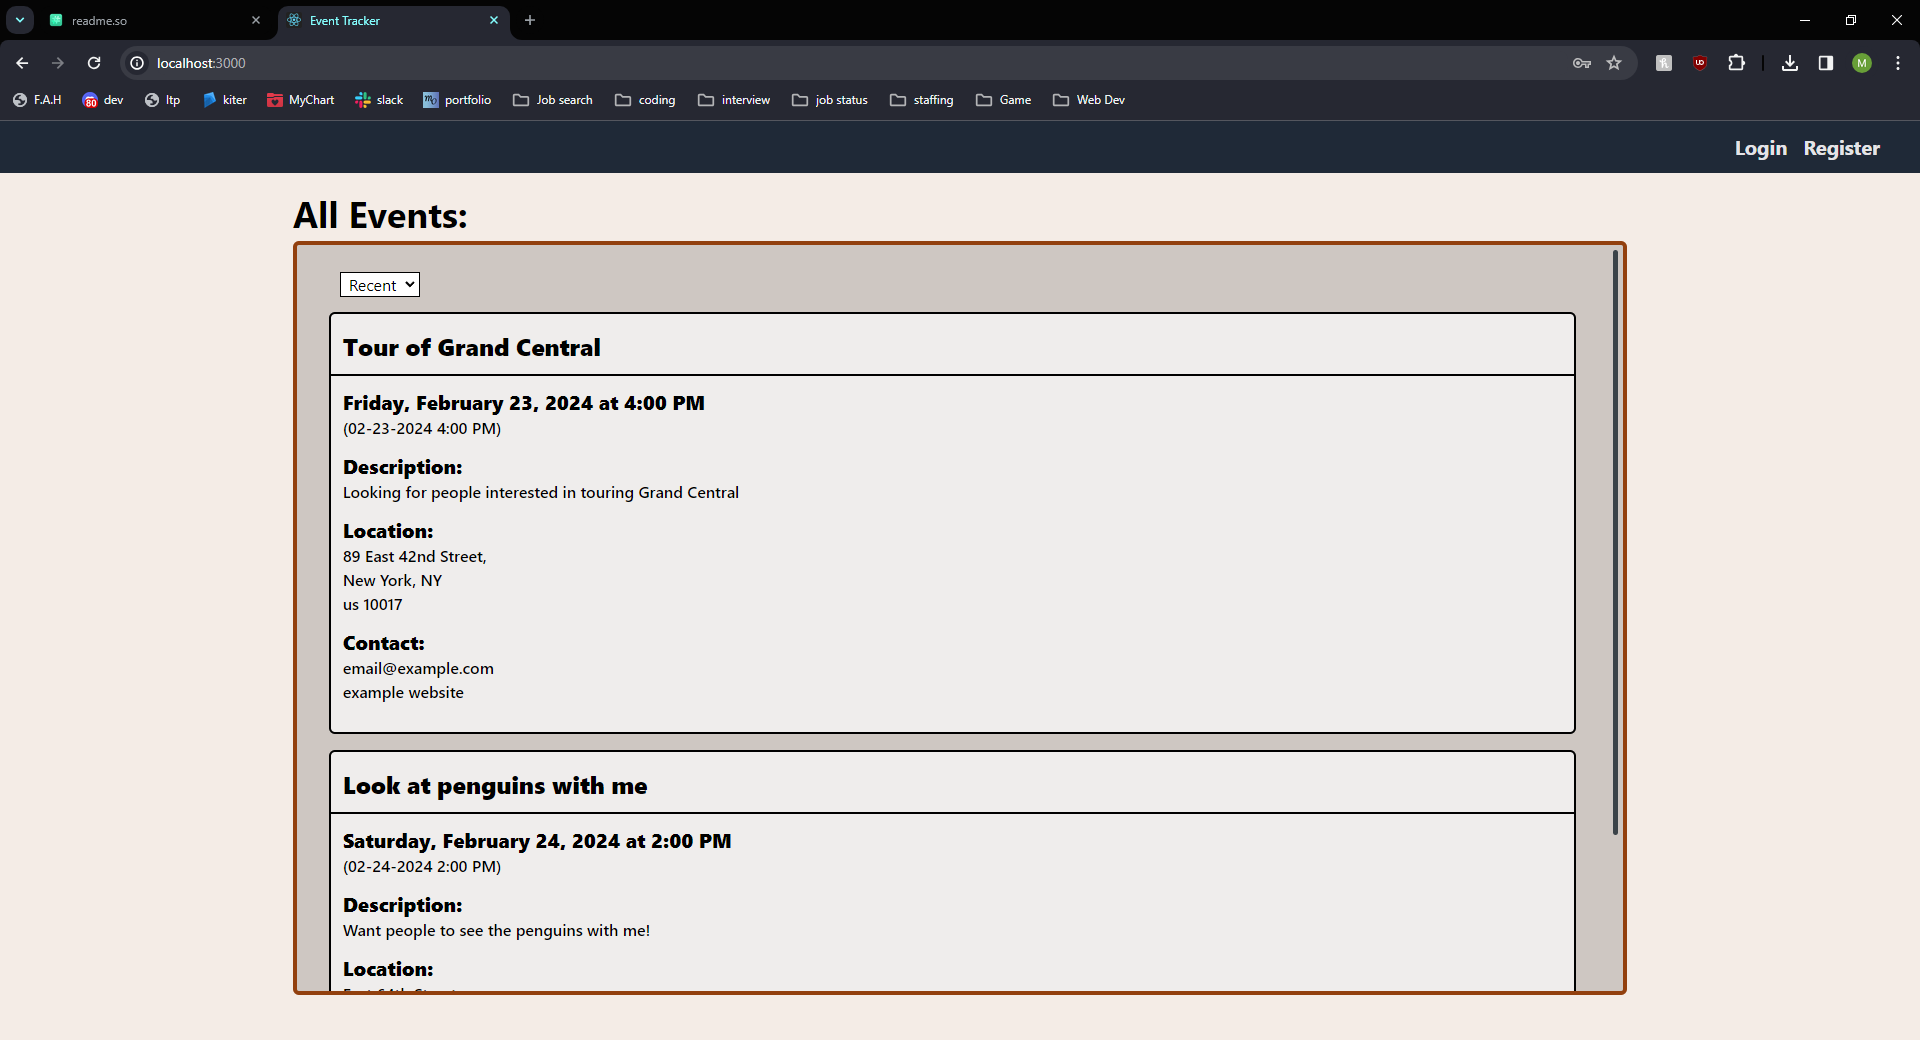 readme.so
Event Tracker
localhost:3000
F.A.H
80 dev
ltp
kiter
MyChart
slack
portfolio
Job search
coding
interview
job status
staffing
Game
Web Dev
M
Login Register
All Events:
Recent
Tour of Grand Central
Friday, February 23, 2024 at 4:00 PM
(02-23-2024 4:00 PM)
Description:
Looking for people interested in touring Grand Central
Location:
89 East 42nd Street,
New York, NY
us 10017
Contact:
email@example.com
example website
Look at penguins with me
Saturday, February 24, 2024 at 2:00 PM
(02-24-2024 2:00 PM)
Description:
Want people to see the penguins with me!
Location: